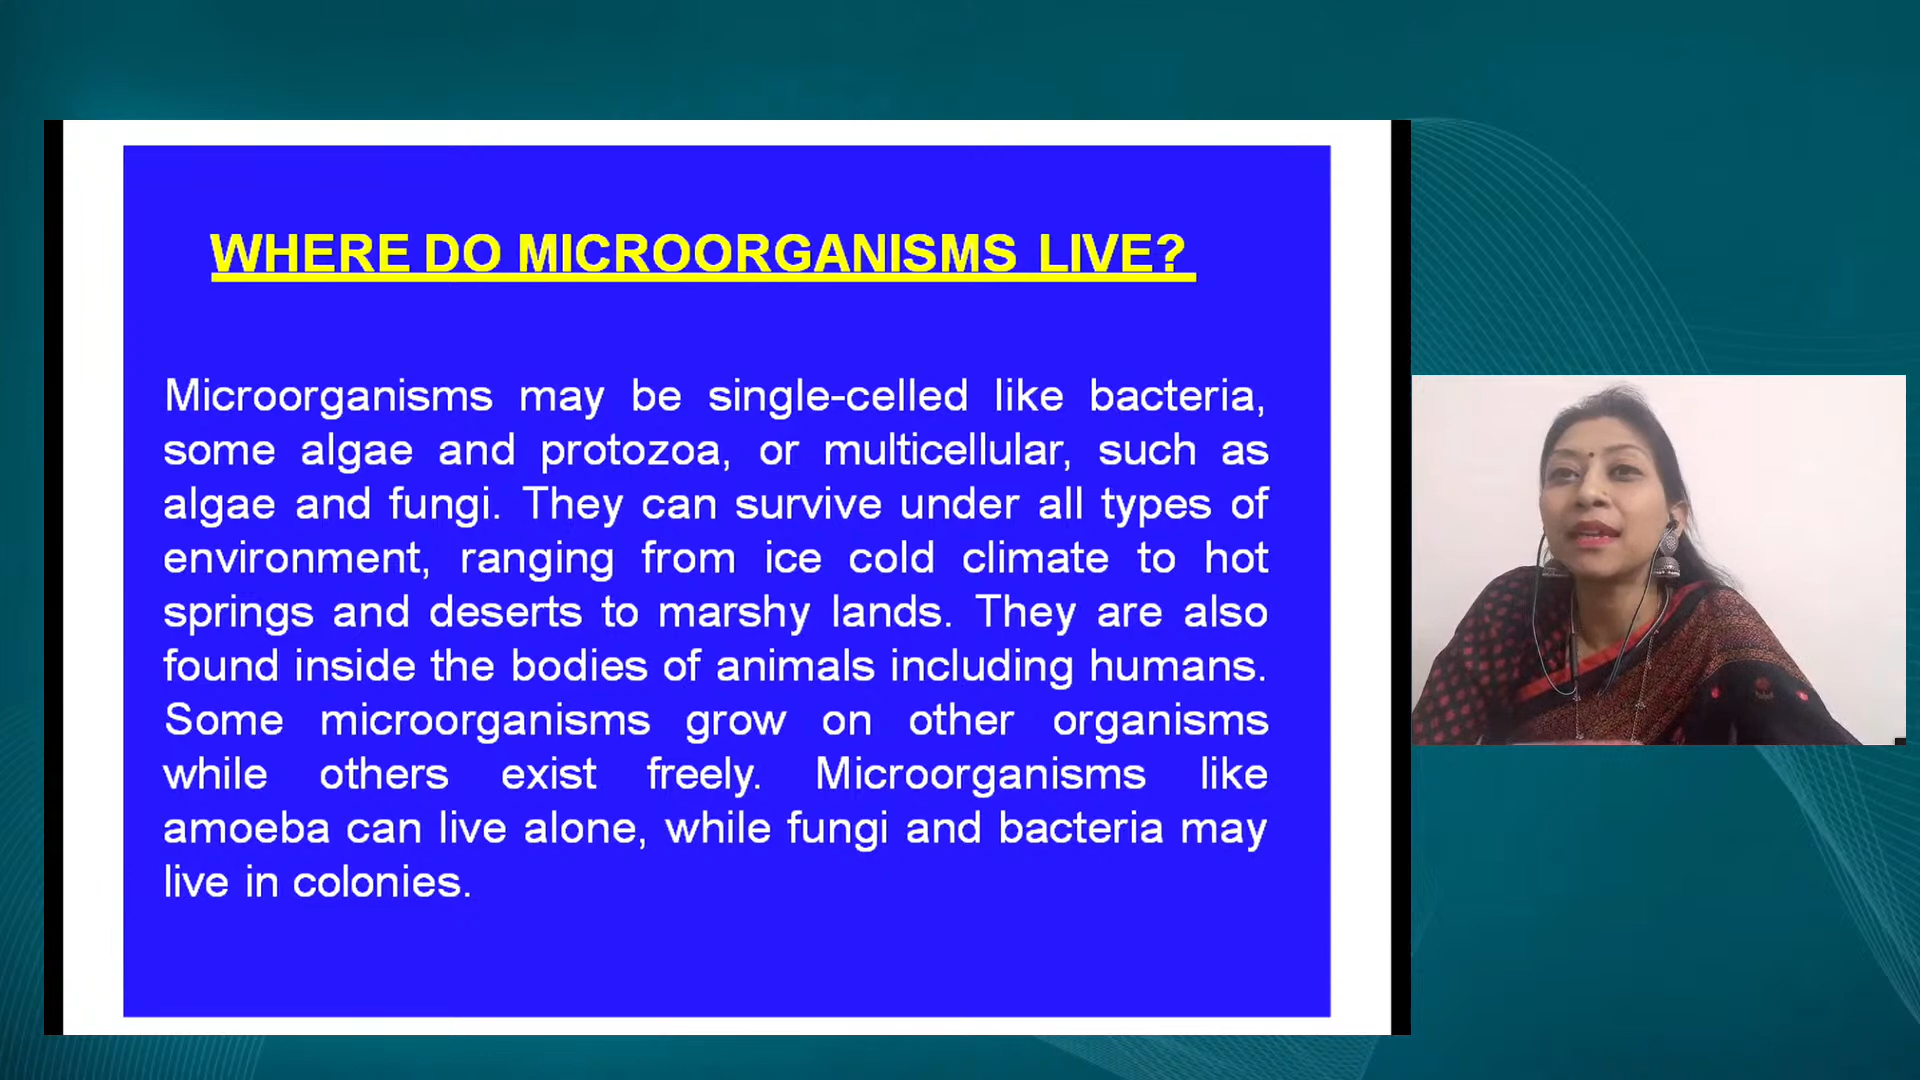 WHERE DO MICROORGANISMS LIVE?
Microorganisms may be single-celled like bacteria,
some algae and protozoa, or multicellular, such as
algae and fungi. They can survive under all types of
environment, ranging from ice cold climate to hot
springs and deserts to marshy lands. They are also
found inside the bodies of animals including humans.
Some microorganisms grow on other organisms
while others exist freely. Microorganisms like
amoeba can live alone, while fungi and bacteria may
live in colonies.